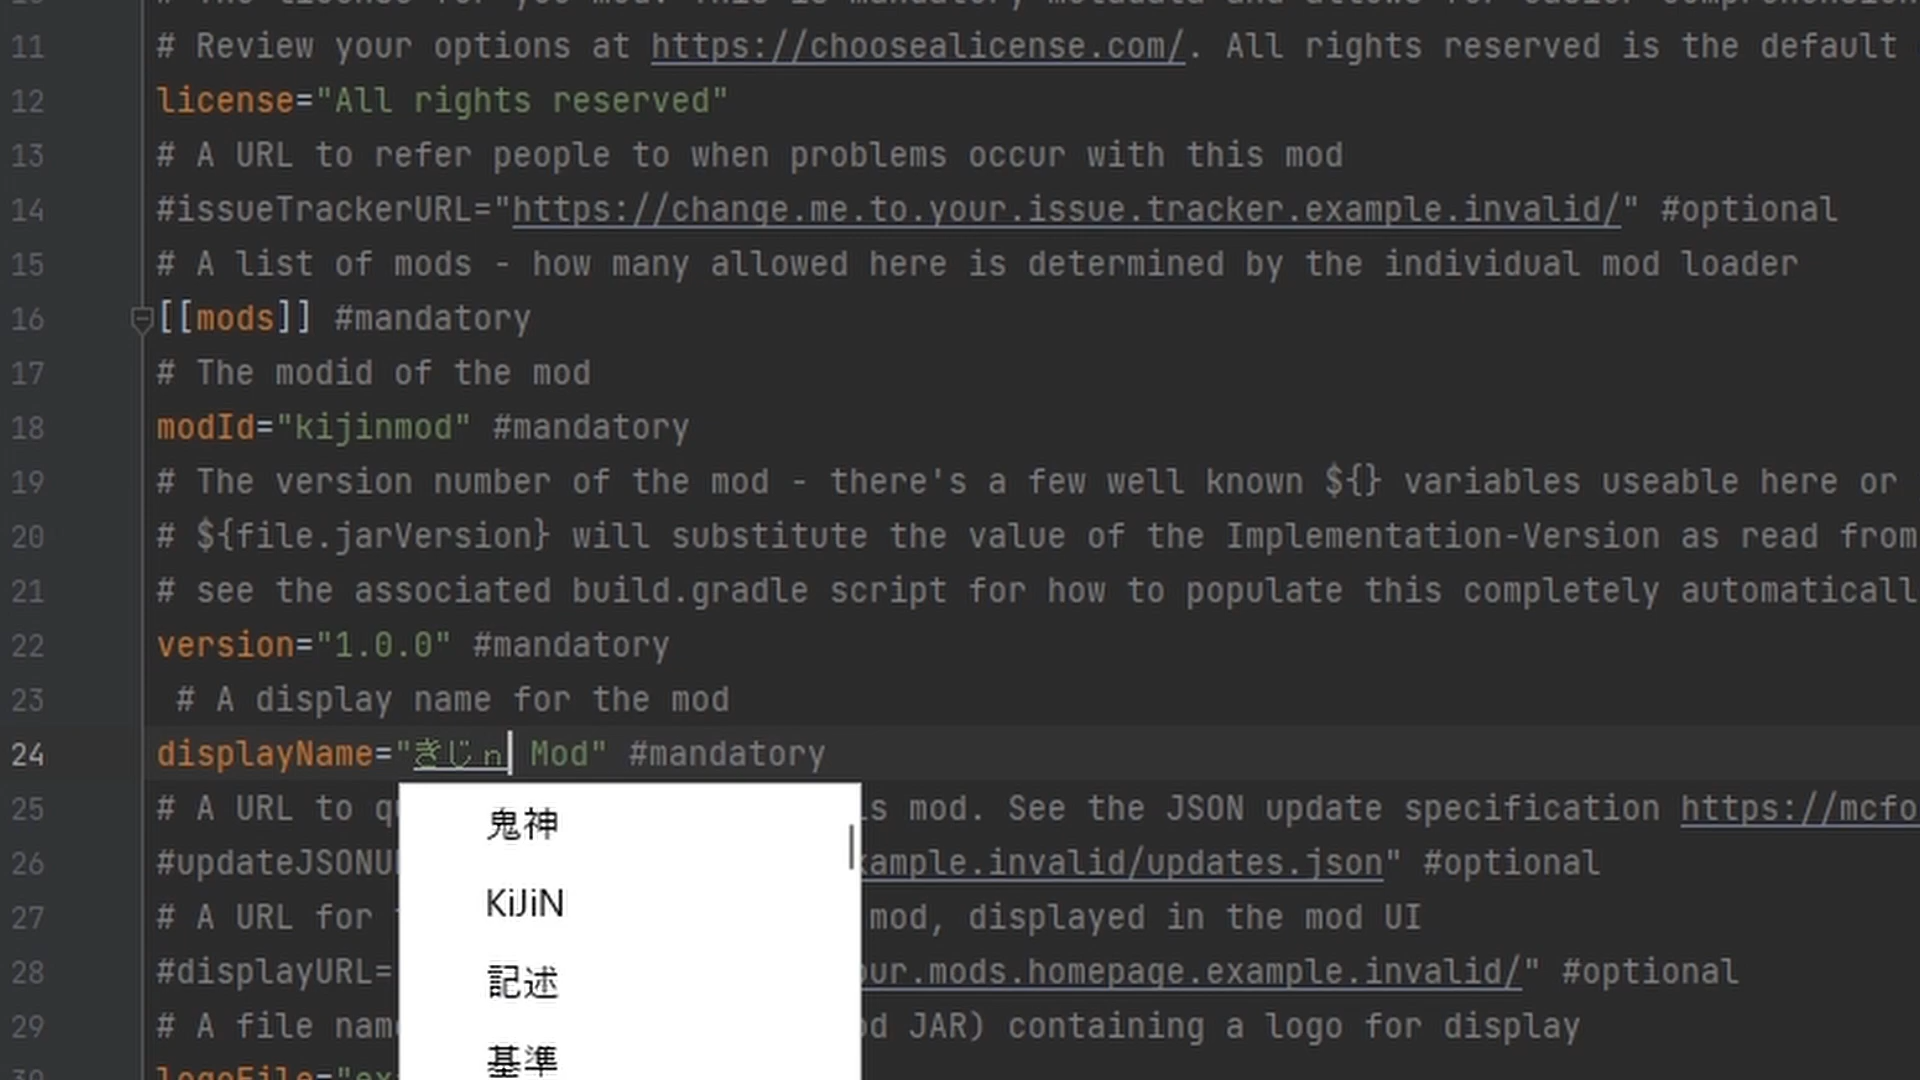 11 # Review your options at https://choosealicense.com/. All rights reserved is the default
12 license="All rights reserved"
13 # A URL to refer people to when problems occur with this mod
14 #issueTrackerURL="https://change.me.to.your.issue.tracker.example.invalid/" #optional
15 # A list of mods - how many allowed here is determined by the individual mod loader
16 [[mods]] #mandatory
17 # The modid of the mod
18 modId="kijinmod" #mandatory
19 # The version number of the mod - there's a few well known ${} variables useable here or
20 # ${file.jarVersion} will substitute the value of the Implementation-Version as read from
21 # see the associated build.gradle script for how to populate this completely automaticall
22 version="1.0.0" #mandatory
23 # A display name for the mod
24 displayName="きじn Mod" #mandatory
25 # A URL to q s mod. See the JSON update specification https://mcfo
鬼神
26 #updateJSONU ample.invalid/updates.json" #optional
KiJiN
27 # A URL for mod, displayed in the mod UI
28 #displayURL= ur.mods.homepage.example.invalid/" #optional
記述
29 # A file nam d JAR) containing a logo for display
基準
30 logoFile="ex